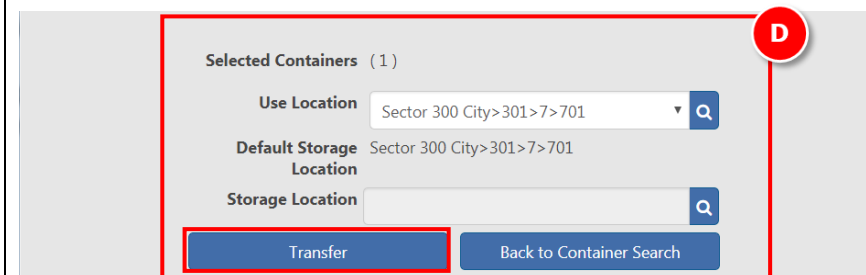 D
Selected Containers ( 1 )
Use Location Sector 300 City>301>7>701
Default Storage Sector 300 City>301>7>701
Location
Storage Location
Transfer Back to Container Search